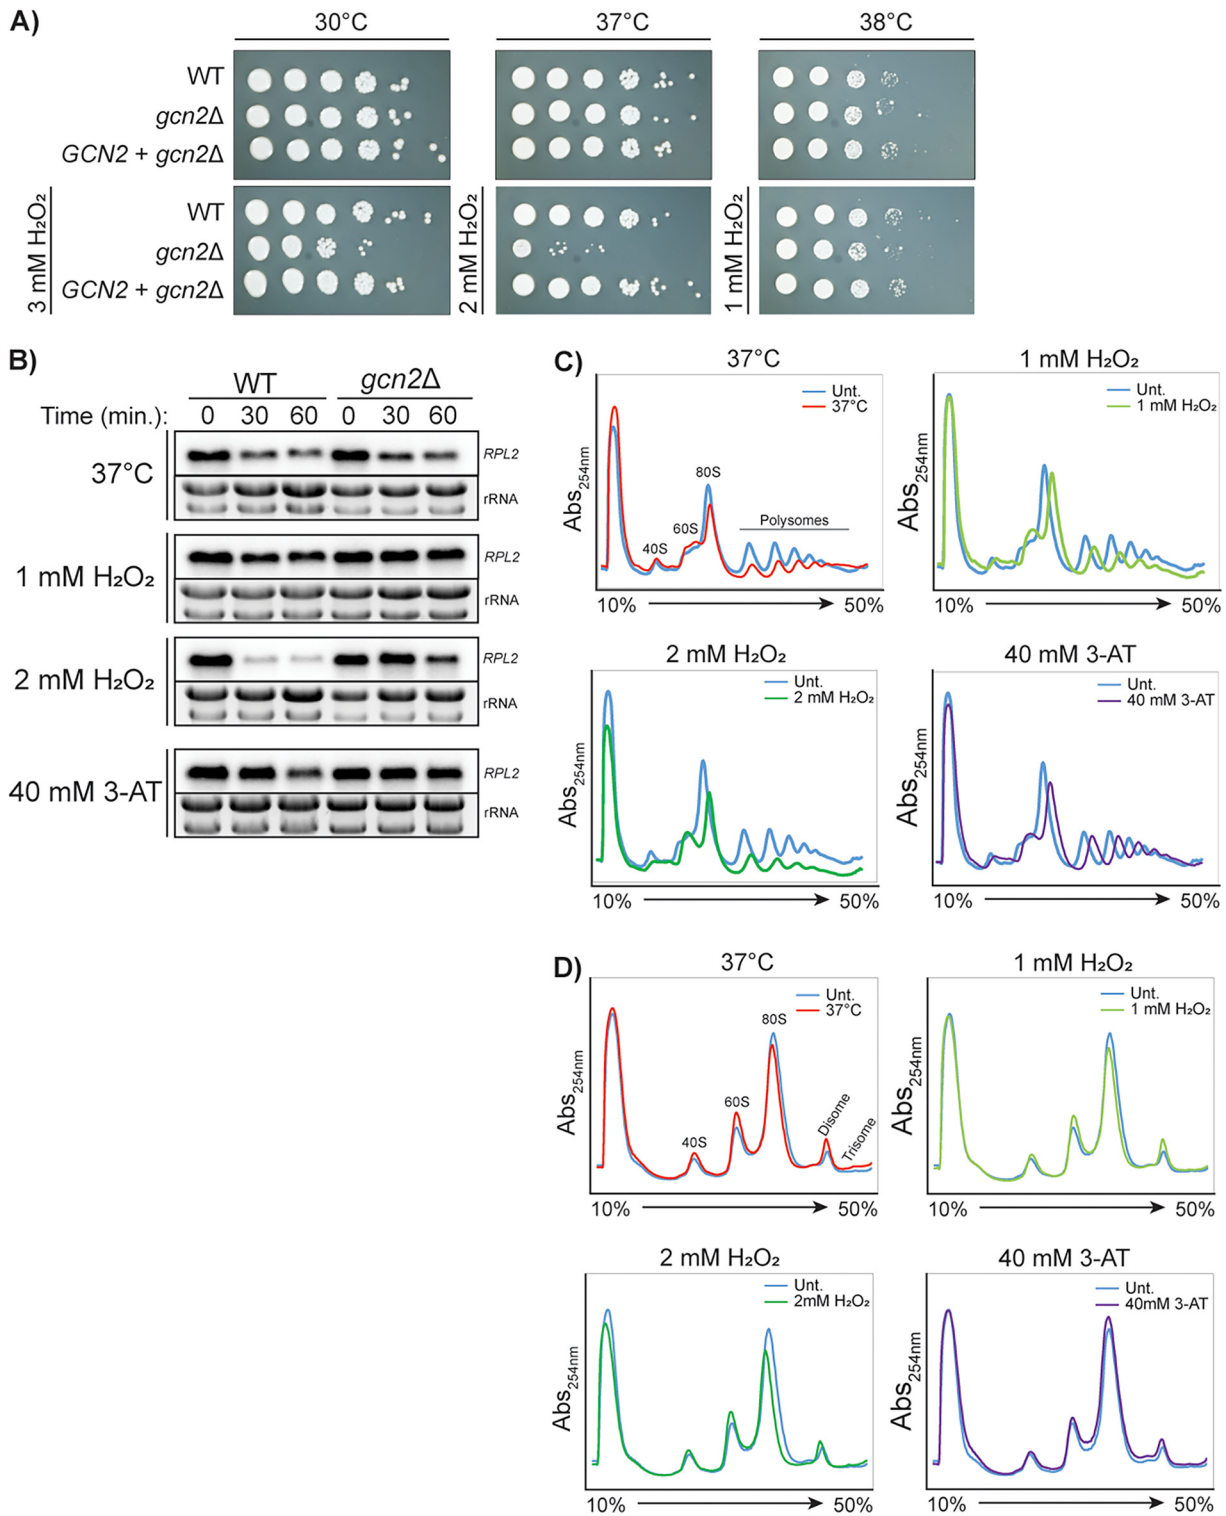 A)
30°C
37°C
38°C
WT
gcn2Δ
GCN2 + gcn2Δ
3 mM H₂O₂
WT
gcn2Δ
GCN2 + gcn2Δ
2 mM H₂O₂
1 mM H₂O₂
B)
WT
gcn2Δ
Time (min.):
0
30
60
0
30
60
37°C
RPL2
rRNA
1 mM H₂O₂
RPL2
rRNA
2 mM H₂O₂
RPL2
rRNA
40 mM 3-AT
RPL2
rRNA
C)
37°C
Unt.
37°C
Abs254nm
40S
60S
80S
Polysomes
10%
50%
1 mM H₂O₂
Unt.
1 mM H₂O₂
Abs254nm
10%
50%
2 mM H₂O₂
Unt.
2 mM H₂O₂
Abs254nm
10%
50%
40 mM 3-AT
Unt.
40 mM 3-AT
Abs254nm
10%
50%
D)
37°C
Unt.
37°C
Abs254nm
40S
60S
80S
Disome
Trisome
10%
50%
1 mM H₂O₂
Unt.
1 mM H₂O₂
Abs254nm
10%
50%
2 mM H₂O₂
Unt.
2mM H₂O₂
Abs254nm
10%
50%
40 mM 3-AT
Unt.
40mM 3-AT
Abs254nm
10%
50%